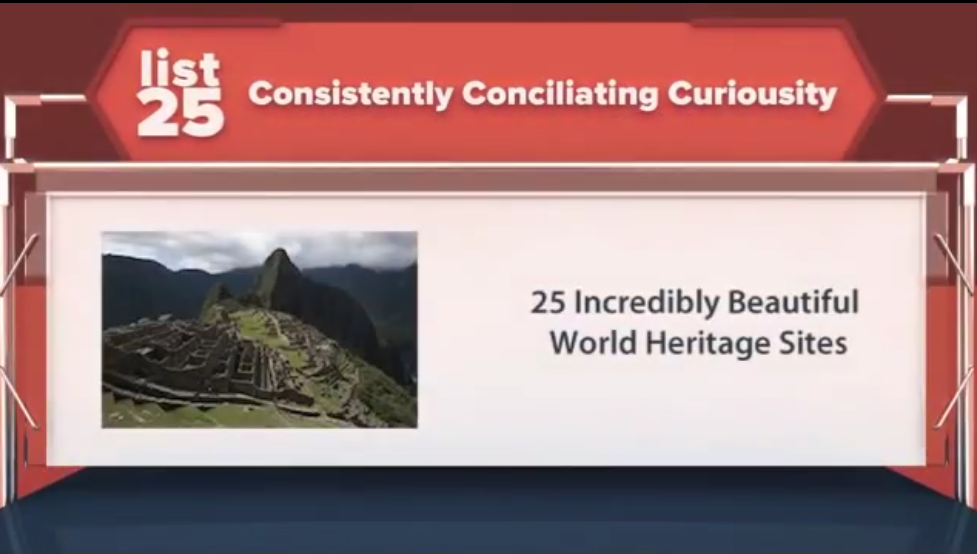 list
25
Consistently Conciliating Curiousity
25 Incredibly Beautiful
World Heritage Sites